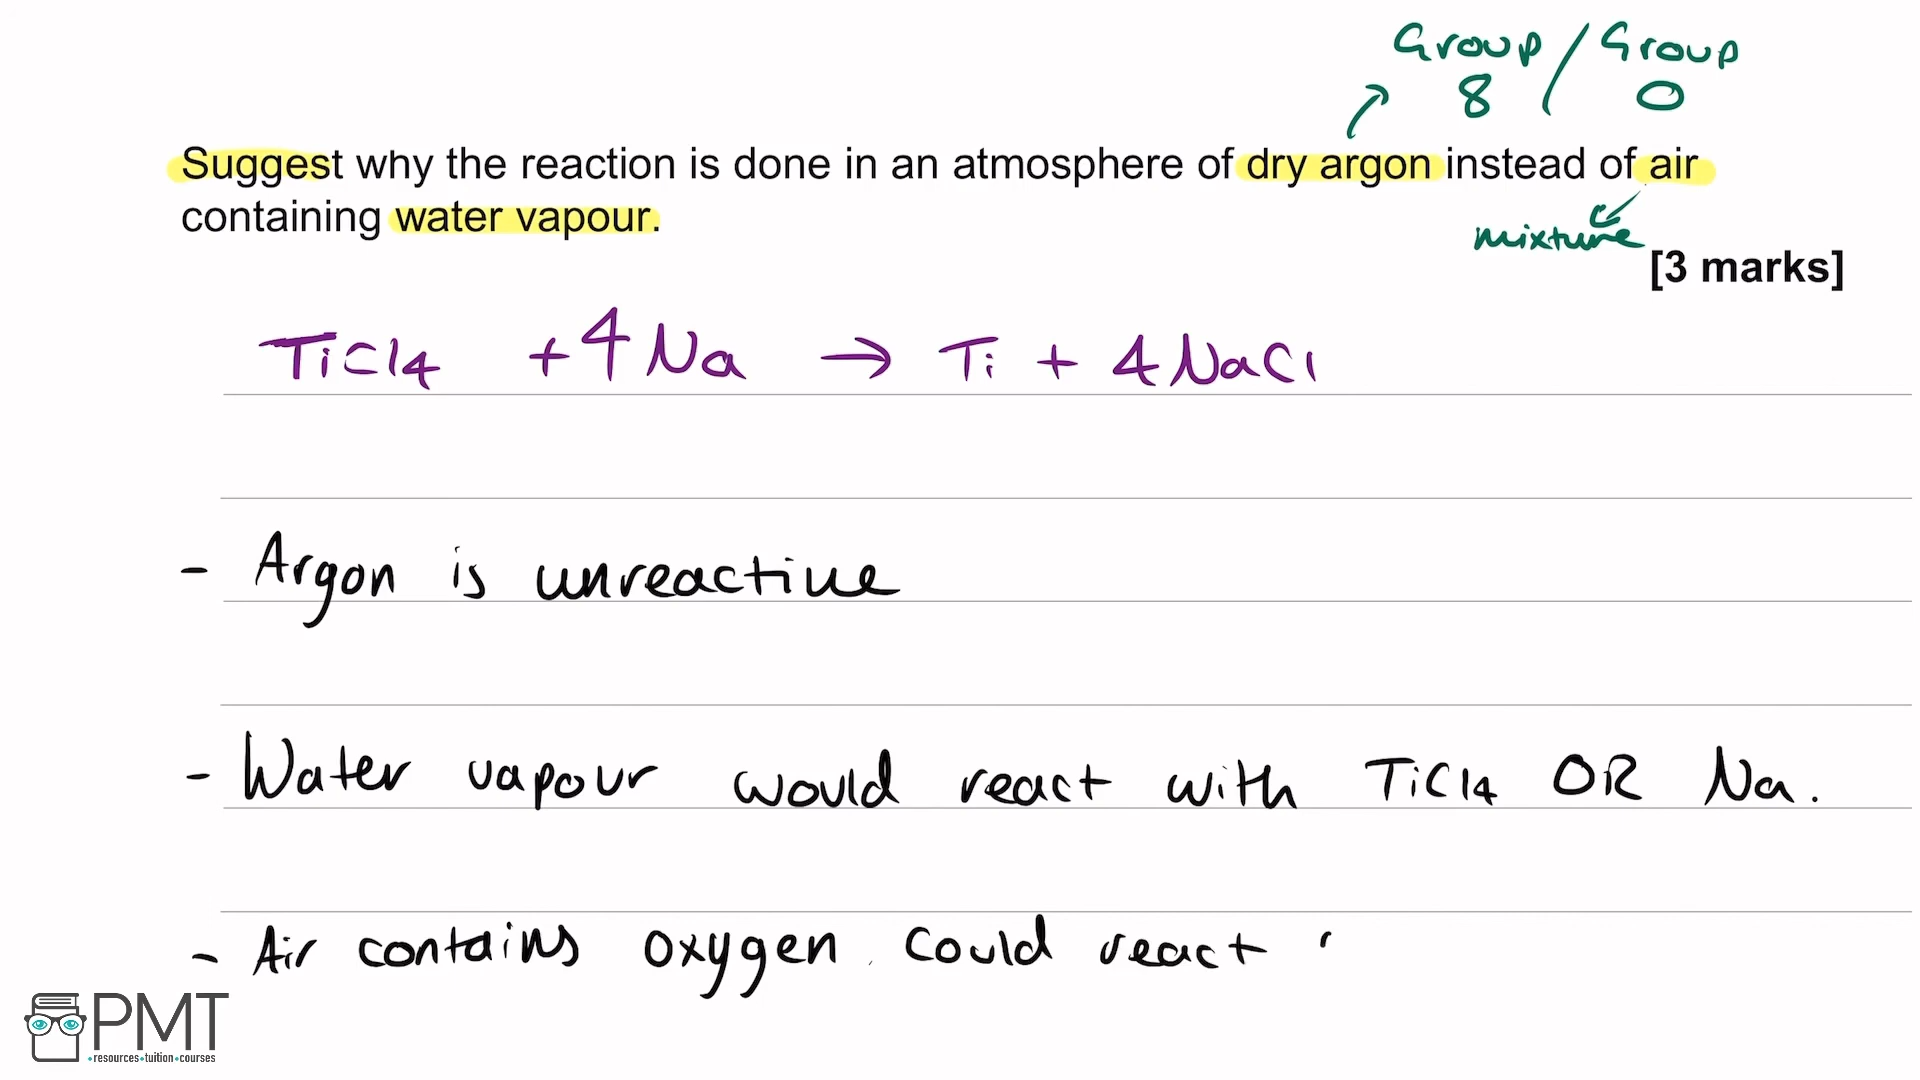 Group / Group
8 0
Suggest why the reaction is done in an atmosphere of dry argon instead of air
containing water vapour.
mixture
[3 marks]
TiCl4 + 4Na → Ti + 4NaCl
- Argon is unreactive
- Water vapour would react with TiCl4 OR Na.
- Air contains oxygen. could react
PMT
•resources•tuition•courses